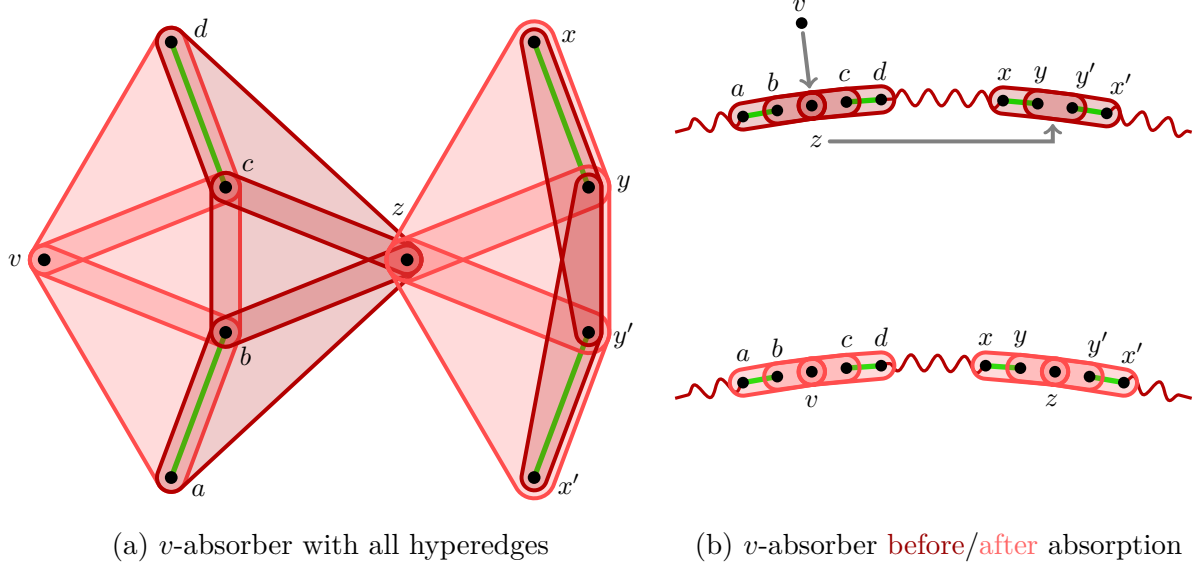 d
x
c
z
y
v
b
y′
a
x′
v
a b c d x y y′ x′
z
a b c d x y y′ x′
v z
(a) v-absorber with all hyperedges
(b) v-absorber before/after absorption